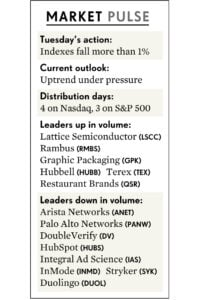 MARKET PULSE
Tuesday's action:
Indexes fall more than 1%
Current outlook:
Uptrend under pressure
Distribution days:
4 on Nasdaq, 3 on S&P 500
Leaders up in volume:
Lattice Semiconductor (LSCC)
Rambus (RMBS)
Graphic Packaging (GPK)
Hubbell (HUBB) Terex (TEX)
Restaurant Brands (QSR)
Leaders down in volume:
Arista Networks (ANET)
Palo Alto Networks (PANW)
DoubleVerify (DV)
HubSpot (HUBS)
Integral Ad Science (IAS)
InMode (INMD) Stryker (SYK)
Duolingo (DUOL)